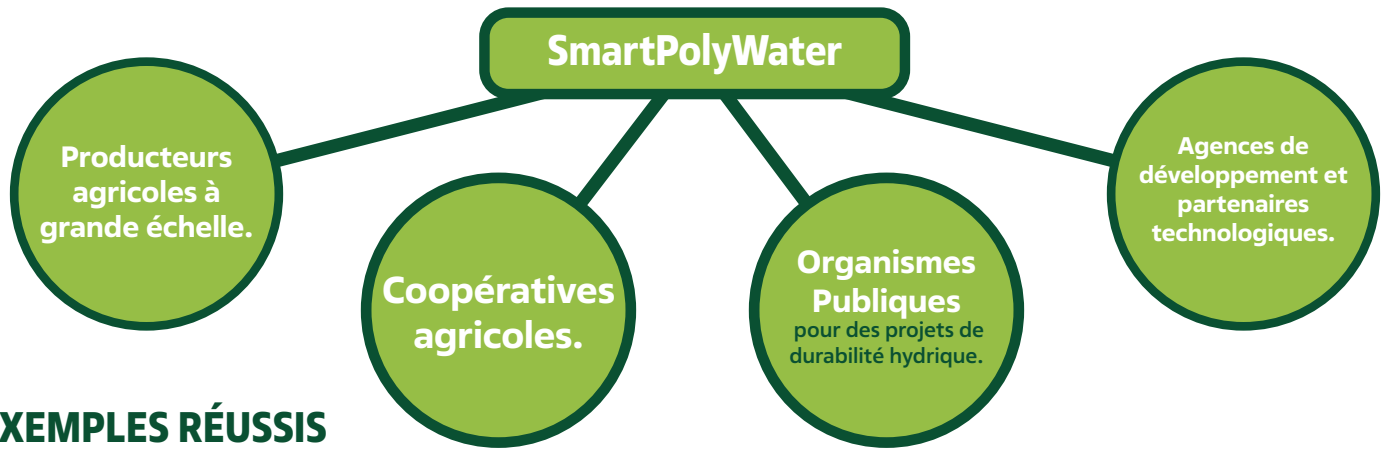 SmartPolyWater
Producteurs
agricoles à
grande échelle.
Coopératives
agricoles.
Organismes
Publiques
pour des projets de
durabilité hydrique.
Agences de
développement et
partenaires
technologiques.
XEMPLES RÉUSSIS